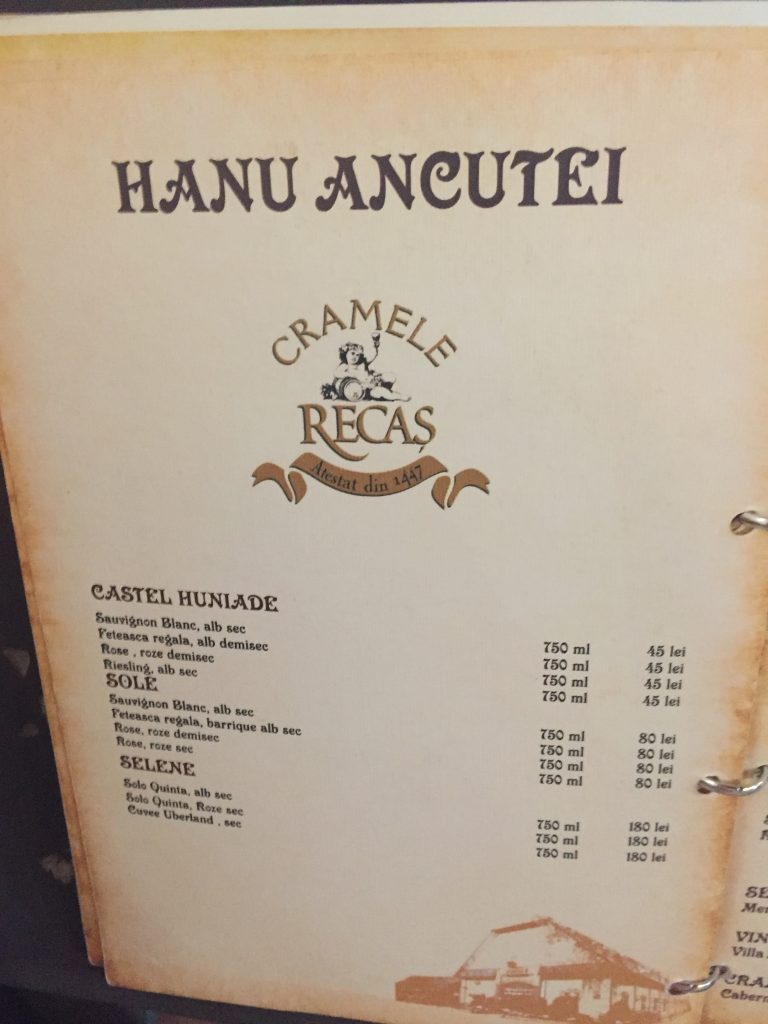 HANU ANCUTEI
CRAMELE
RECAȘ
Atestat din 1447
CASTEL HUNIADE
Sauvignon Blanc, alb sec 750 ml 45 lei
Feteasca regala, alb demisec 750 ml 45 lei
Rose , roze demisec 750 ml 45 lei
Riesling, alb sec 750 ml 45 lei
SOLE
Sauvignon Blanc, alb sec 750 ml 80 lei
Feteasca regala, barrique alb sec 750 ml 80 lei
Rose, roze demisec 750 ml 80 lei
Rose, roze sec 750 ml 80 lei
SELENE
Solo Quinta, alb sec 750 ml 180 lei
Solo Quinta, Roze sec 750 ml 180 lei
Cuvee Uberland , sec 750 ml 180 lei
Villa